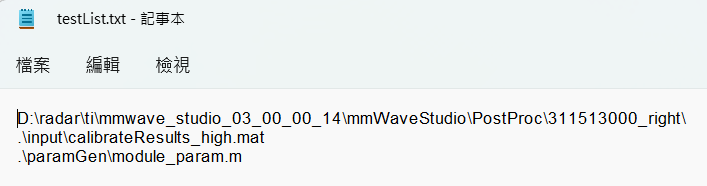 testList.txt - 記事本
檔案 編輯 檢視
D:\radar\ti\mmwave_studio_03_00_00_14\mmWaveStudio\PostProc\311513000_right\
.\input\calibrateResults_high.mat
.\paramGen\module_param.m